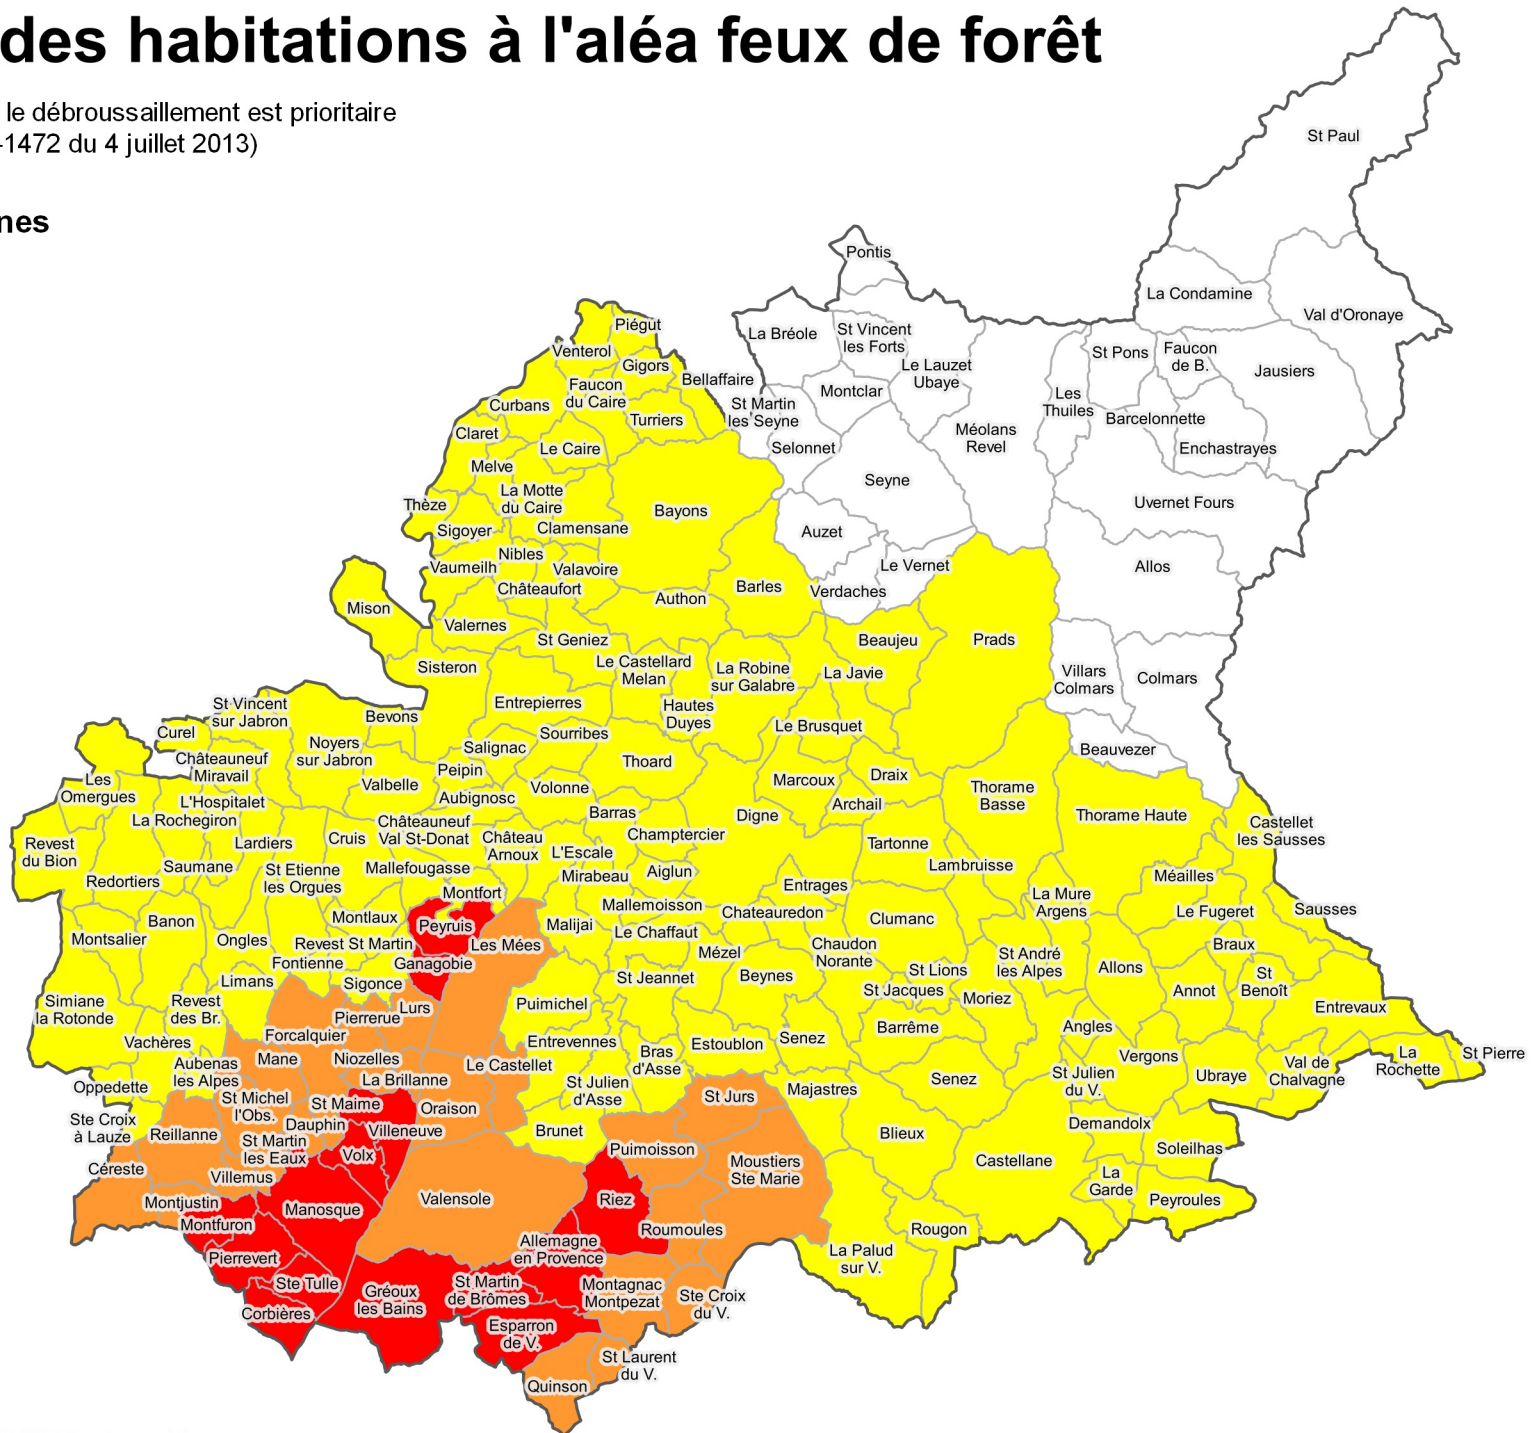 des habitations à l'aléa feux de forêt
le débroussaillement est prioritaire
-1472 du 4 juillet 2013)
nes
St Paul
Pontis
La Condamine
Val d'Oronaye
La Bréole
St Vincent
les Forts
St Pons
Faucon
de B.
Jausiers
Le Lauzet
Ubaye
Montclar
Les
Thuiles
Barcelonnette
Enchastrayes
Méolans
Revel
St Martin
les Seyne
Selonnet
Seyne
Uvernet Fours
Auzet
Le Vernet
Verdaches
Allos
Villars
Colmars
Colmars
Beauvezer
Piégut
Venterol
Gigors
Bellaffaire
Faucon
du Caire
Curbans
Turriers
Claret
Le Caire
Melve
La Motte
du Caire
Thèze
Bayons
Sigoyer
Clamensane
Nibles
Vaumeilh
Valavoire
Châteaufort
Barles
Authon
Mison
Valernes
St Geniez
Beaujeu
Prads
Sisteron
Le Castellard
Melan
La Robine
sur Galabre
La Javie
Entrepierres
Hautes
Duyes
St Vincent
sur Jabron
Bevons
Curel
Noyers
sur Jabron
Sourribes
Le Brusquet
Salignac
Châteauneuf
Miravail
Thoard
Peipin
Les
Omergues
Valbelle
Volonne
Marcoux
Draix
Thorame
Basse
L'Hospitalet
Aubignosc
Archail
Thorame Haute
La Rochegiron
Châteauneuf
Val St-Donat
Barras
Digne
Castellet
les Sausses
Revest
du Bion
Lardiers
Cruis
Château
Arnoux
Champtercier
Tartonne
L'Escale
Saumane
Mallefougasse
Lambruisse
Redortiers
St Etienne
les Orgues
Mirabeau
Aiglun
Entrages
Méailles
Montfort
La Mure
Argens
Mallemoisson
Chateauredon
Clumanc
Le Fugeret
Sausses
Banon
Montlaux
Peyruis
Malijai
Le Chaffaut
Montsalier
Ongles
Revest St Martin
Les Mées
Chaudon
Norante
Braux
Mézel
Fontienne
Ganagobie
St Jeannet
Beynes
St Lions
St André
les Alpes
Allons
St
Benoît
Limans
Sigonce
St Jacques
Moriez
Annot
Simiane
la Rotonde
Revest
des Br.
Lurs
Puimichel
Entrevaux
Pierrerue
Forcalquier
Senez
Barrême
Angles
Vachères
Entrevennes
Estoublon
Vergons
Mane
Niozelles
Bras
d'Asse
St Pierre
La
Rochette
Aubenas
les Alpes
Le Castellet
Val de
Chalvagne
Oppedette
La Brillanne
Senez
St Julien
du V.
Ubraye
St Julien
d'Asse
Majastres
St Michel
l'Obs.
St Maime
Oraison
St Jurs
Ste Croix
à Lauze
Dauphin
Villeneuve
Demandolx
Reillanne
Brunet
Blieux
St Martin
les Eaux
Volx
Puimoisson
Soleilhas
Céreste
Villemus
Moustiers
Ste Marie
Castellane
La
Garde
Montjustin
Manosque
Valensole
Riez
Peyroules
Montfuron
Roumoules
Rougon
Pierrevert
Allemagne
en Provence
La Palud
sur V.
Ste Tulle
Gréoux
les Bains
St Martin
de Brômes
Montagnac
Montpezat
Ste Croix
du V.
Corbières
Esparron
de V.
St Laurent
du V.
Quinson